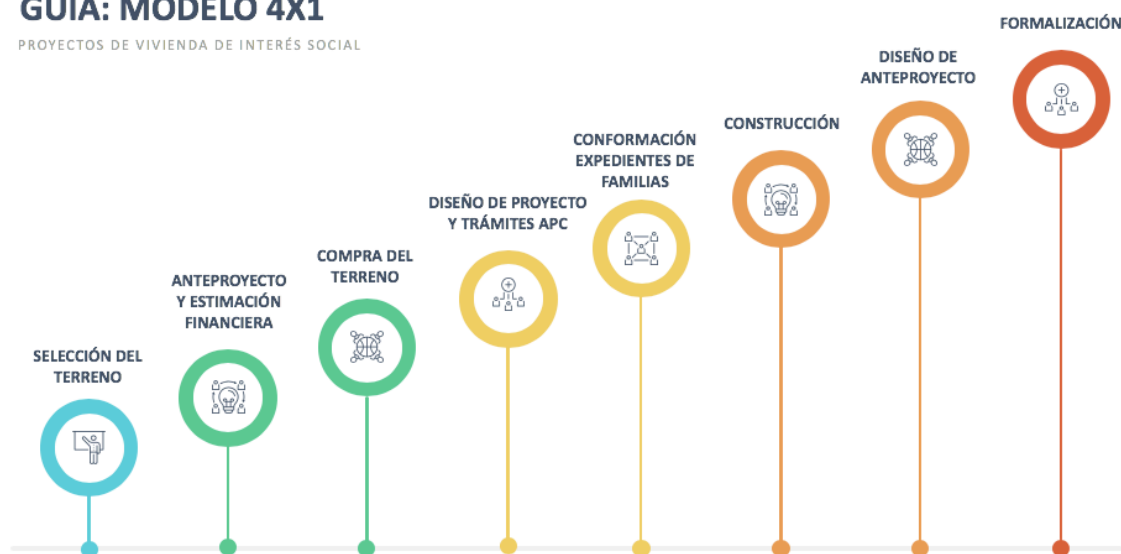 GUÍA: MODELO 4X1
PROYECTOS DE VIVIENDA DE INTERÉS SOCIAL
SELECCIÓN DEL
TERRENO
ANTEPROYECTO
Y ESTIMACIÓN
FINANCIERA
COMPRA DEL
TERRENO
DISEÑO DE PROYECTO
Y TRÁMITES APC
CONFORMACIÓN
EXPEDIENTES DE
FAMILIAS
CONSTRUCCIÓN
DISEÑO DE
ANTEPROYECTO
FORMALIZACIÓN